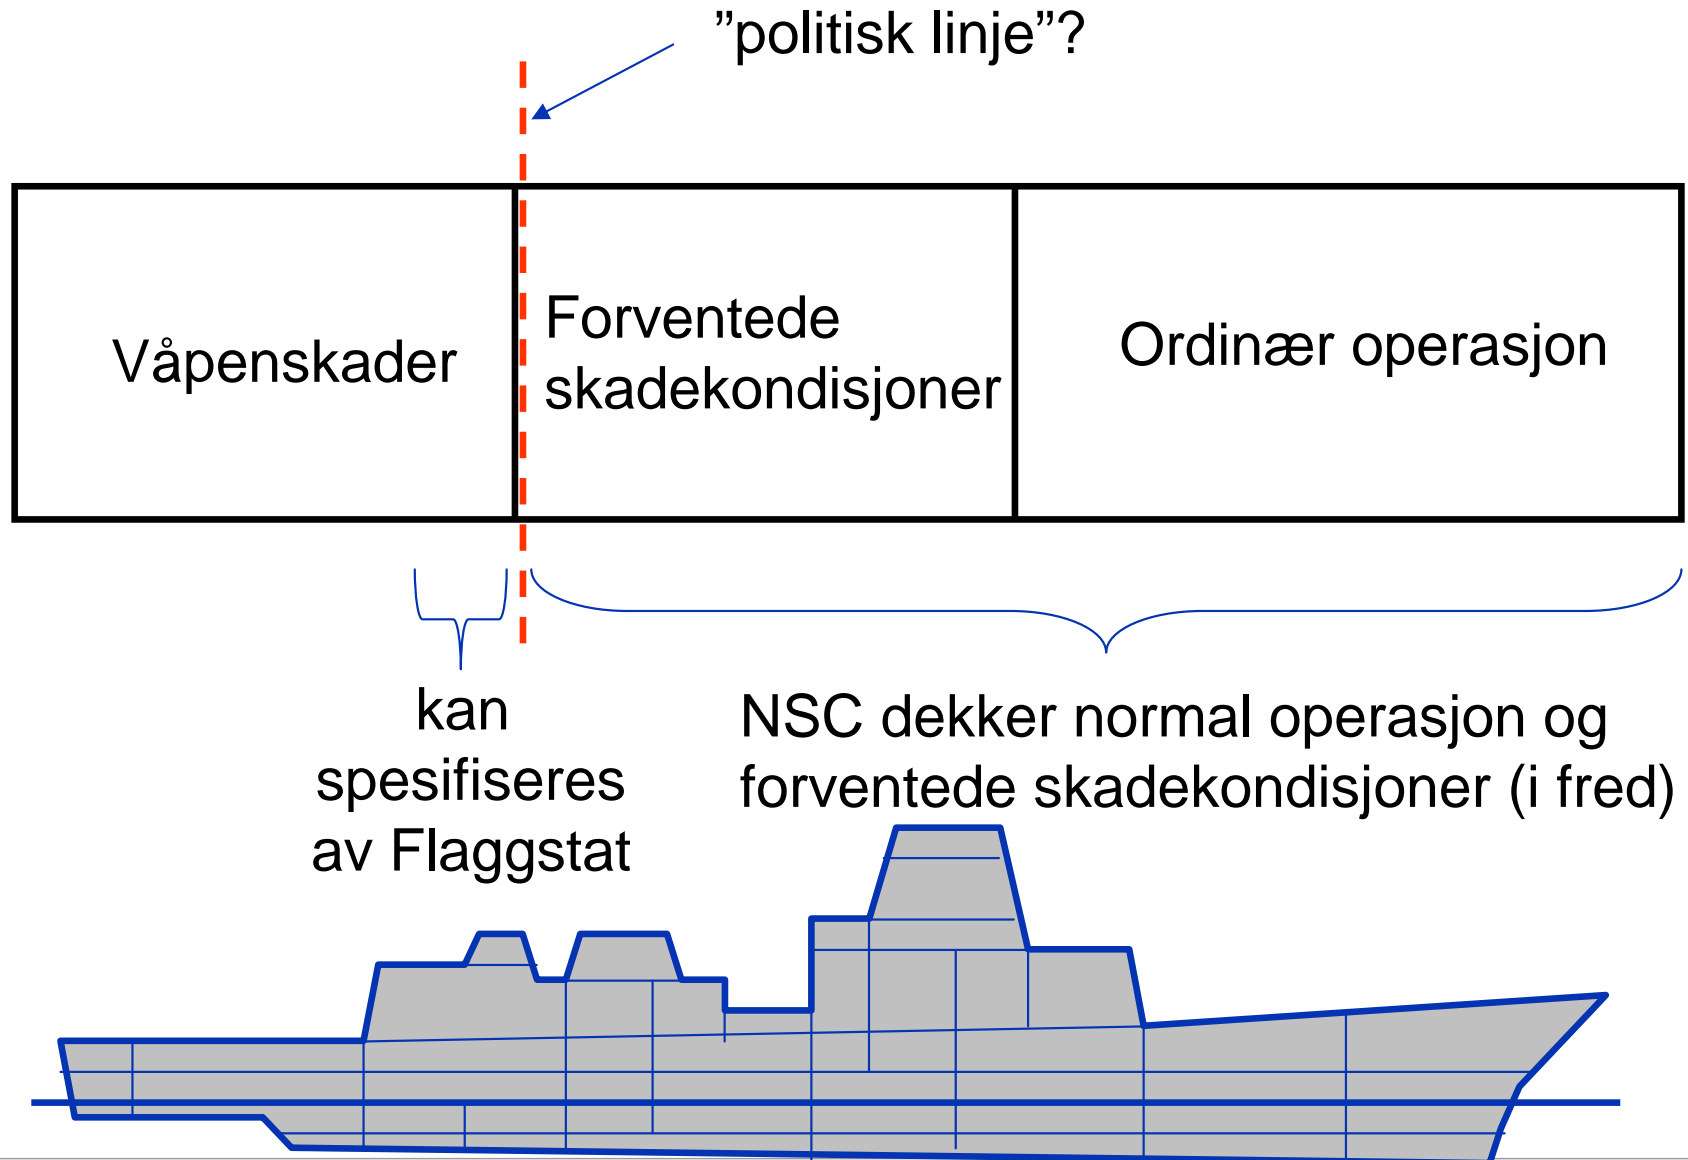 ”politisk linje”?
Våpenskader
Forventede
skadekondisjoner
Ordinær operasjon
kan
spesifiseres
av Flaggstat
NSC dekker normal operasjon og
forventede skadekondisjoner (i fred)